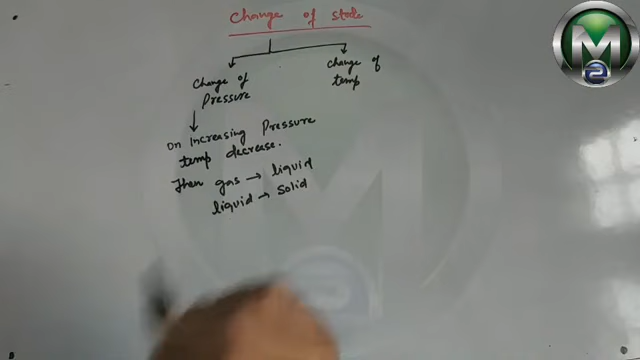 Change of state
Change of
Pressure
Change of
temp
on increasing Pressure
temp decrease.
Then gas → liquid
liquid → solid
M
2